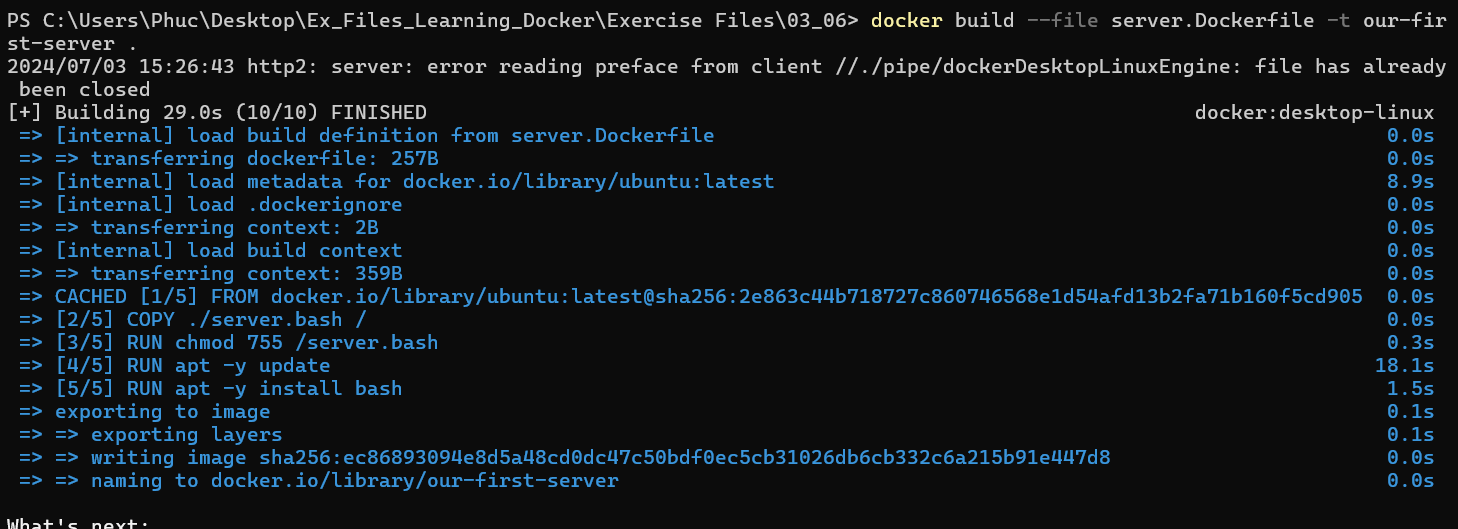 PS C:\Users\Phuc\Desktop\Ex_Files_Learning_Docker\Exercise Files\03_06> docker build --file server.Dockerfile -t our-fir
st-server .
2024/07/03 15:26:43 http2: server: error reading preface from client //./pipe/dockerDesktopLinuxEngine: file has already
 been closed
[+] Building 29.0s (10/10) FINISHED docker:desktop-linux
 => [internal] load build definition from server.Dockerfile 0.0s
 => => transferring dockerfile: 257B 0.0s
 => [internal] load metadata for docker.io/library/ubuntu:latest 8.9s
 => [internal] load .dockerignore 0.0s
 => => transferring context: 2B 0.0s
 => [internal] load build context 0.0s
 => => transferring context: 359B 0.0s
 => CACHED [1/5] FROM docker.io/library/ubuntu:latest@sha256:2e863c44b718727c860746568e1d54afd13b2fa71b160f5cd905 0.0s
 => [2/5] COPY ./server.bash / 0.0s
 => [3/5] RUN chmod 755 /server.bash 0.3s
 => [4/5] RUN apt -y update 18.1s
 => [5/5] RUN apt -y install bash 1.5s
 => exporting to image 0.1s
 => => exporting layers 0.1s
 => => writing image sha256:ec86893094e8d5a48cd0dc47c50bdf0ec5cb31026db6cb332c6a215b91e447d8 0.0s
 => => naming to docker.io/library/our-first-server 0.0s
What's next: